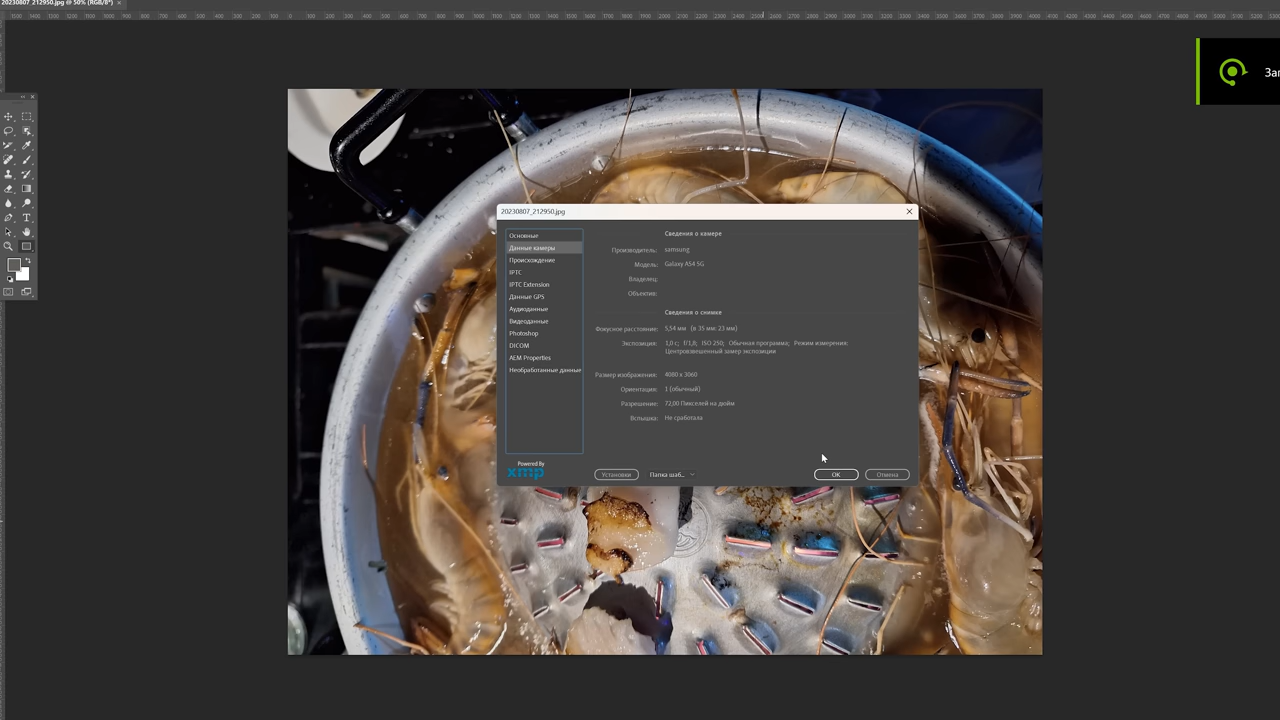 20230807_212950.jpg @ 50% (RGB/8*) ×
20230807_212950.jpg
Основные
Данные камеры
Происхождение
IPTC
IPTC Extension
Данные GPS
Аудиоданные
Видеоданные
Photoshop
DICOM
AEM Properties
Необработанные данные
Сведения о камере
Производитель: samsung
Модель: Galaxy A54 5G
Владелец:
Объектив:
Сведения о снимке
Фокусное расстояние: 5,54 мм (в 35 мм: 23 мм)
Экспозиция: 1,0 с; f/1,8; ISO 250; Обычная программа; Режим измерения:
Центровзвешенный замер экспозиции
Размер изображения: 4080 x 3060
Ориентация: 1 (обычный)
Разрешение: 72,00 Пикселей на дюйм
Вспышка: Не сработала
Powered By
xmp
Установки
Папка шаб...
OK
Отмена
Заг